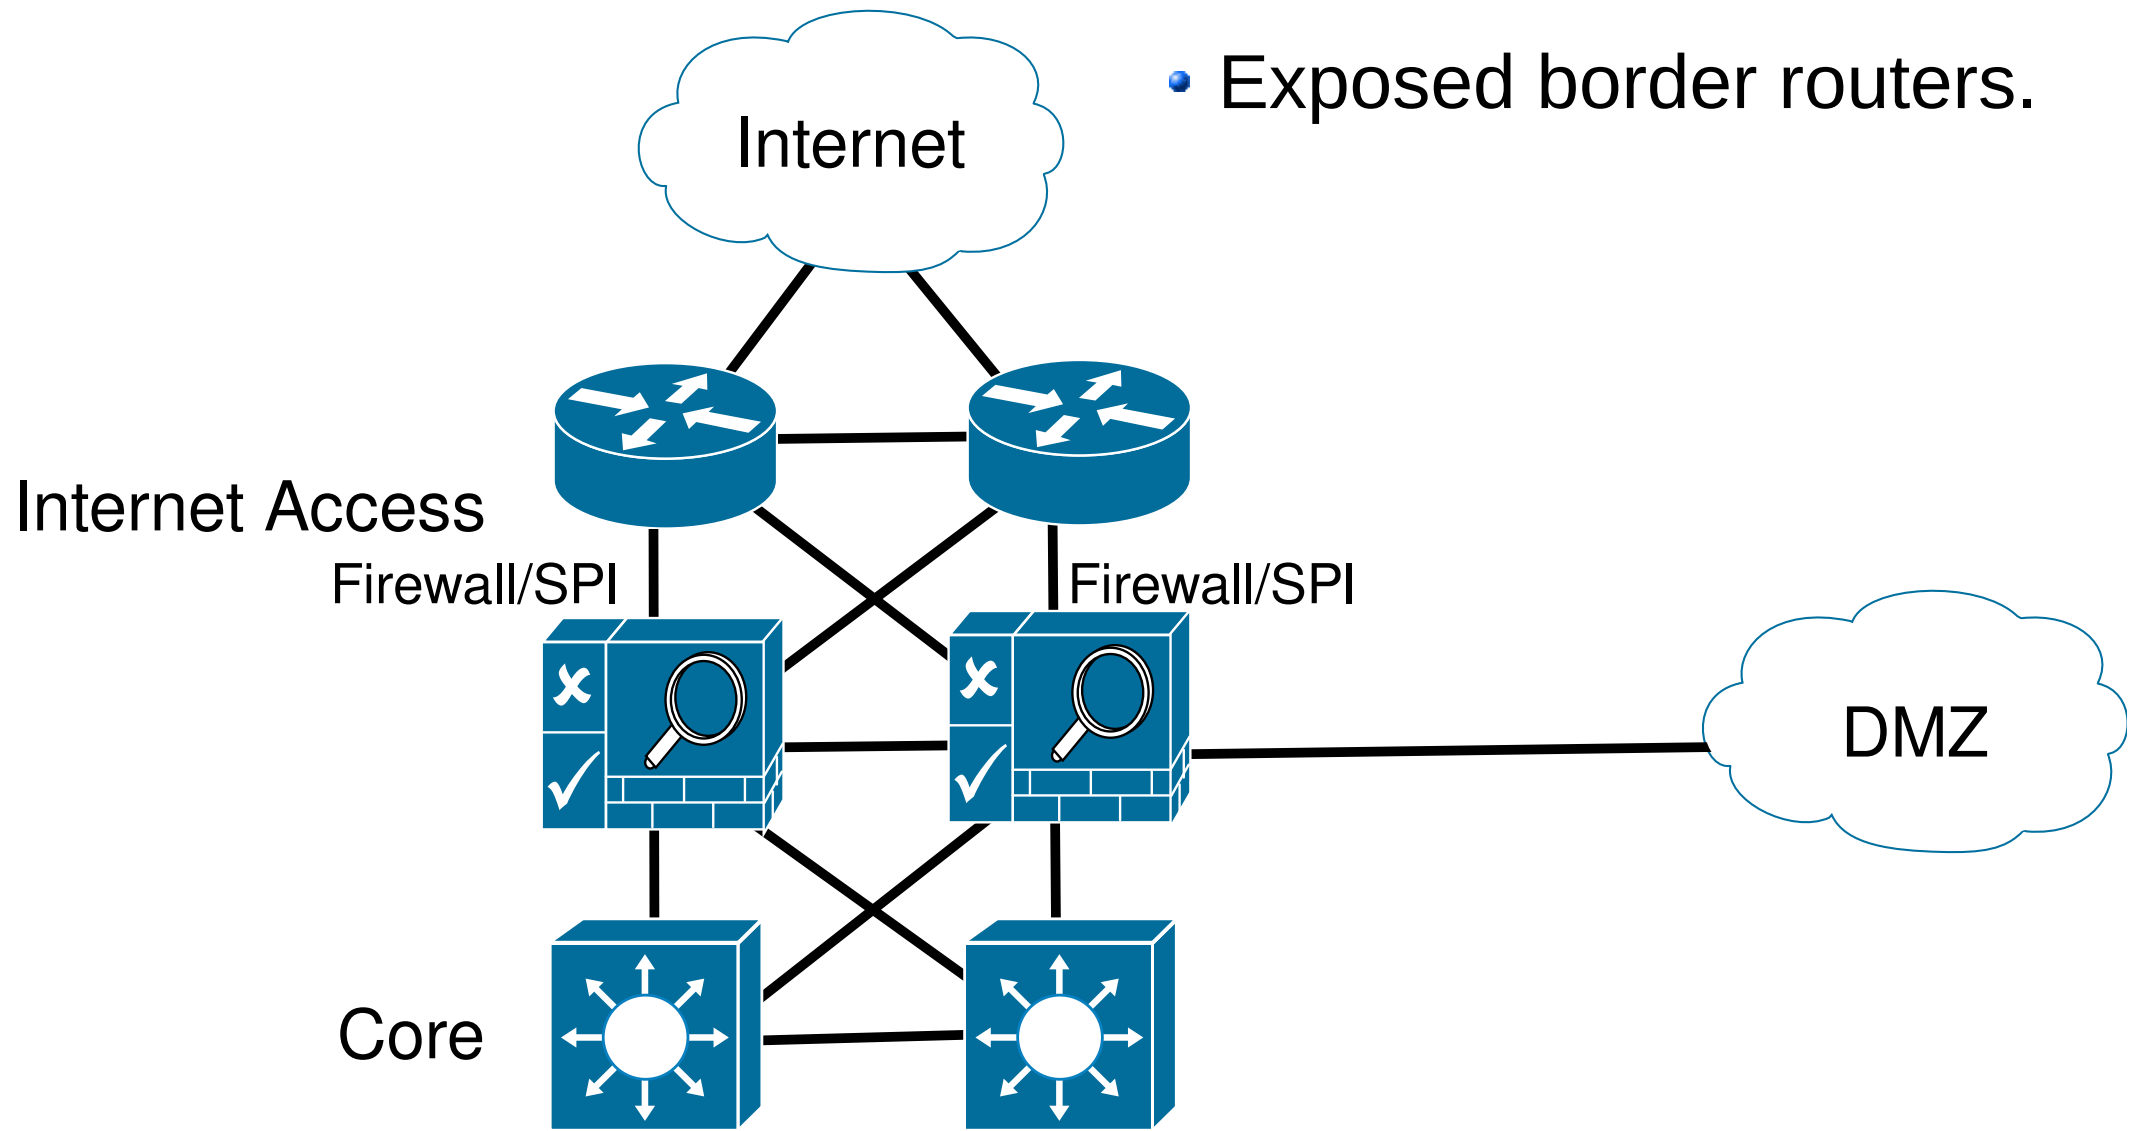 Exposed border routers.
Internet
Internet Access
Firewall/SPI
Firewall/SPI
DMZ
Core